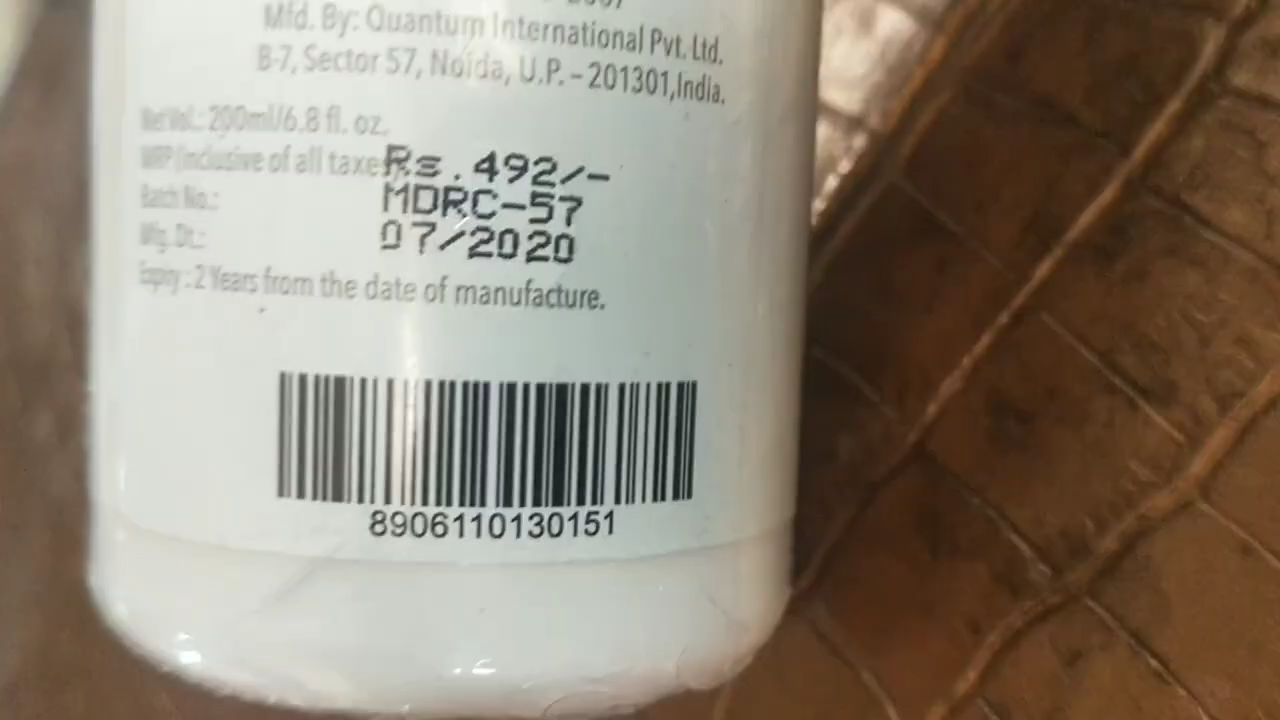 Mfd. By: Quantum International Pvt. Ltd.
B-7, Sector 57, Noida, U.P. – 201301,India.
Net Vol.: 200ml/6.8 fl. oz.
MRP (inclusive of all taxes Rs.492/-
Batch No.: MDRC-57
Mfg. Dt.: 07/2020
Expiry : 2 Years from the date of manufacture.
8906110130151